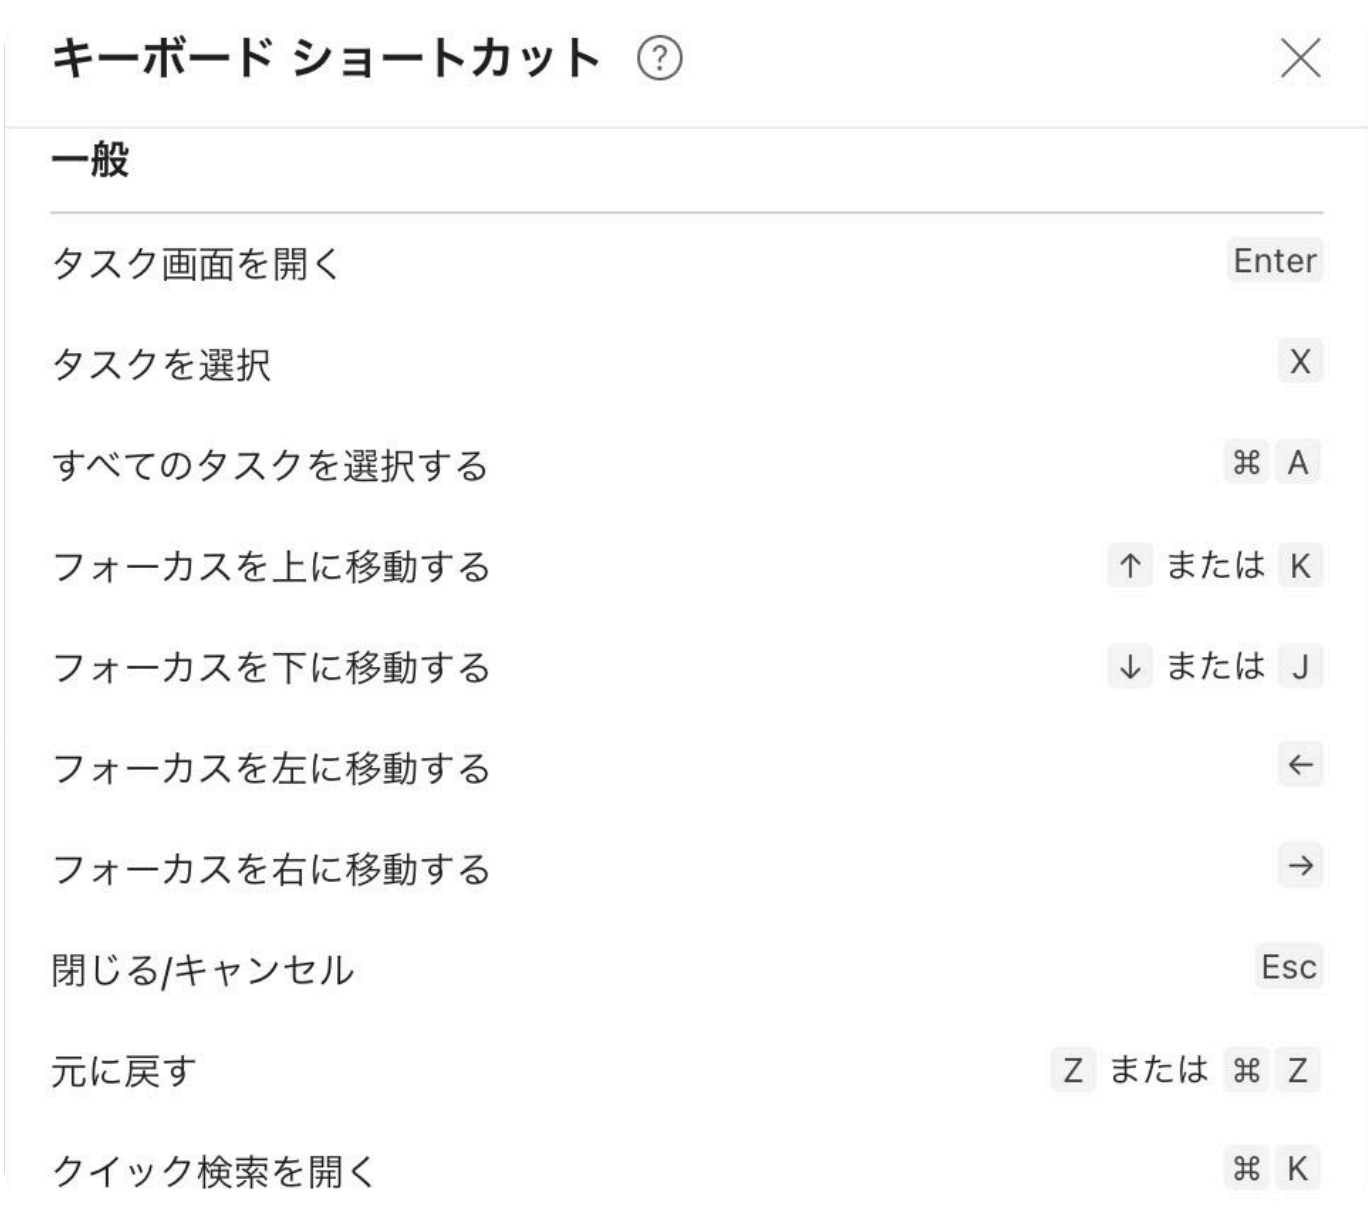 キーボード ショートカット ?
一般
タスク画面を開く Enter
タスクを選択 X
すべてのタスクを選択する ⌘ A
フォーカスを上に移動する ↑ または K
フォーカスを下に移動する ↓ または J
フォーカスを左に移動する ←
フォーカスを右に移動する →
閉じる/キャンセル Esc
元に戻す Z または ⌘ Z
クイック検索を開く ⌘ K